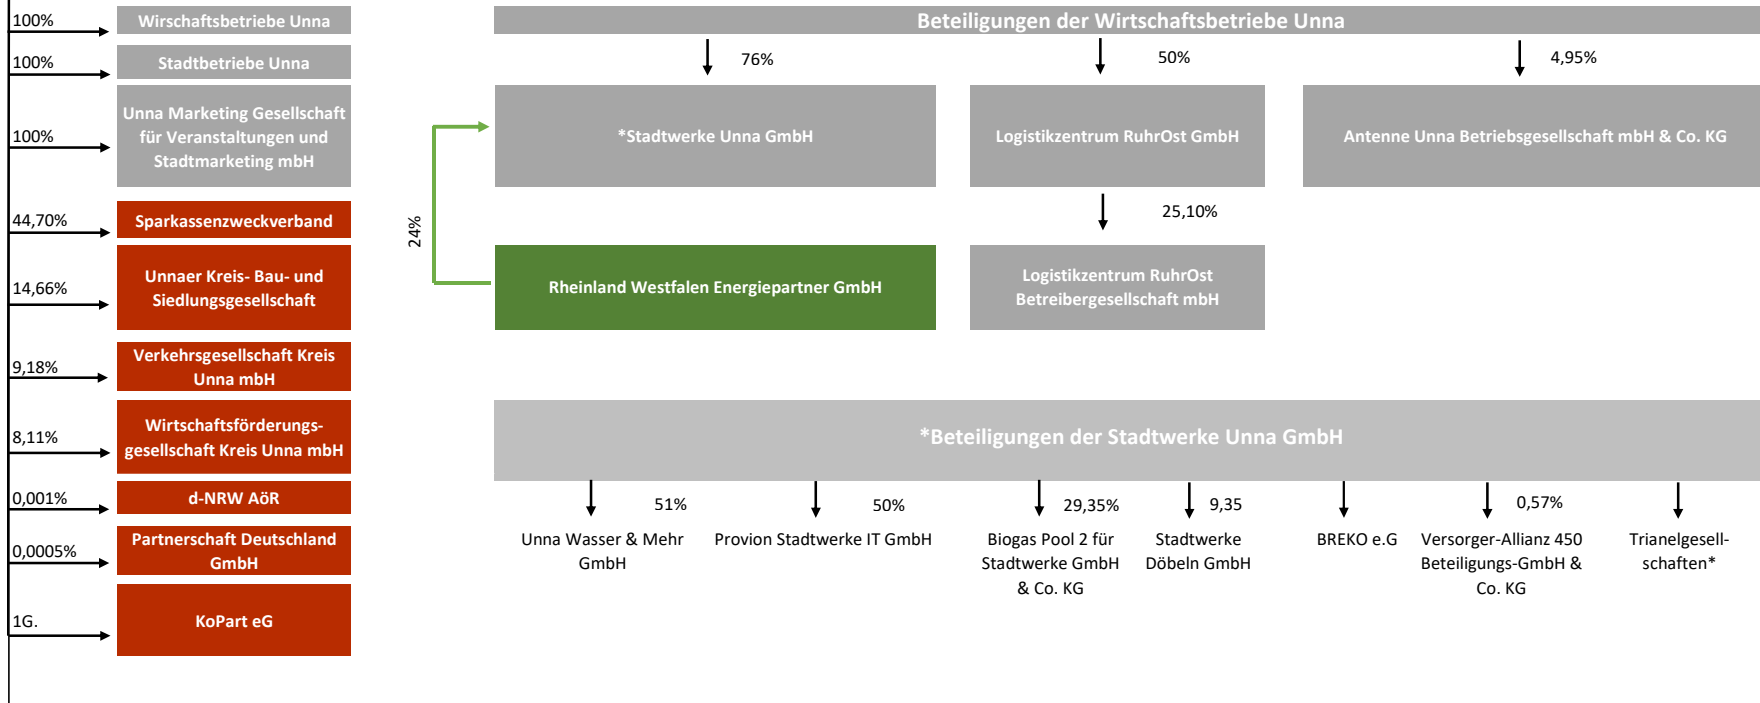 100%
Wirschaftsbetriebe Unna
100%
Stadtbetriebe Unna
100%
Unna Marketing Gesellschaft
für Veranstaltungen und
Stadtmarketing mbH
44,70%
Sparkassenzweckverband
14,66%
Unnaer Kreis- Bau- und
Siedlungsgesellschaft
9,18%
Verkehrsgesellschaft Kreis
Unna mbH
8,11%
Wirtschaftsförderungs-
gesellschaft Kreis Unna mbH
0,001%
d-NRW AöR
0,0005%
Partnerschaft Deutschland
GmbH
1G.
KoPart eG
Beteiligungen der Wirtschaftsbetriebe Unna
76%
50%
4,95%
*Stadtwerke Unna GmbH
Logistikzentrum RuhrOst GmbH
Antenne Unna Betriebsgesellschaft mbH & Co. KG
24%
25,10%
Rheinland Westfalen Energiepartner GmbH
Logistikzentrum RuhrOst
Betreibergesellschaft mbH
*Beteiligungen der Stadtwerke Unna GmbH
51%
Unna Wasser & Mehr
GmbH
50%
Provion Stadtwerke IT GmbH
29,35%
Biogas Pool 2 für
Stadtwerke GmbH
& Co. KG
9,35
Stadtwerke
Döbeln GmbH
BREKO e.G
0,57%
Versorger-Allianz 450
Beteiligungs-GmbH &
Co. KG
Trianelgesell-
schaften*